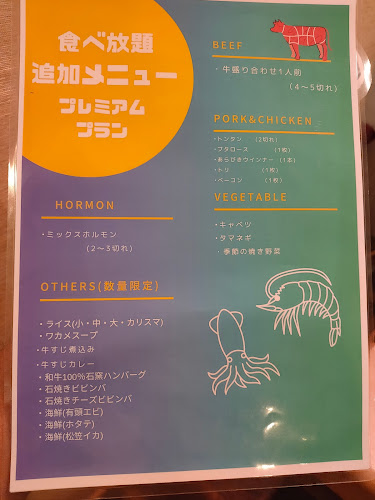 食べ放題
追加メニュー
プレミアム
プラン
BEEF
・牛盛り合わせ1人前
（4～5切れ）
PORK&CHICKEN
・トンタン （2切れ）
・ブタロース （1枚）
・あらびきウインナー （1本）
・トリ （1枚）
・ベーコン （1枚）
HORMON
・ミックスホルモン
（2～3切れ）
VEGETABLE
・キャベツ
・タマネギ
・季節の焼き野菜
OTHERS(数量限定)
・ライス(小・中・大・カリスマ)
・ワカメスープ
・牛すじ煮込み
・牛すじカレー
・和牛100%石窯ハンバーグ
・石焼きビビンバ
・石焼きチーズビビンバ
・海鮮(有頭エビ)
・海鮮(ホタテ)
・海鮮(松笠イカ)